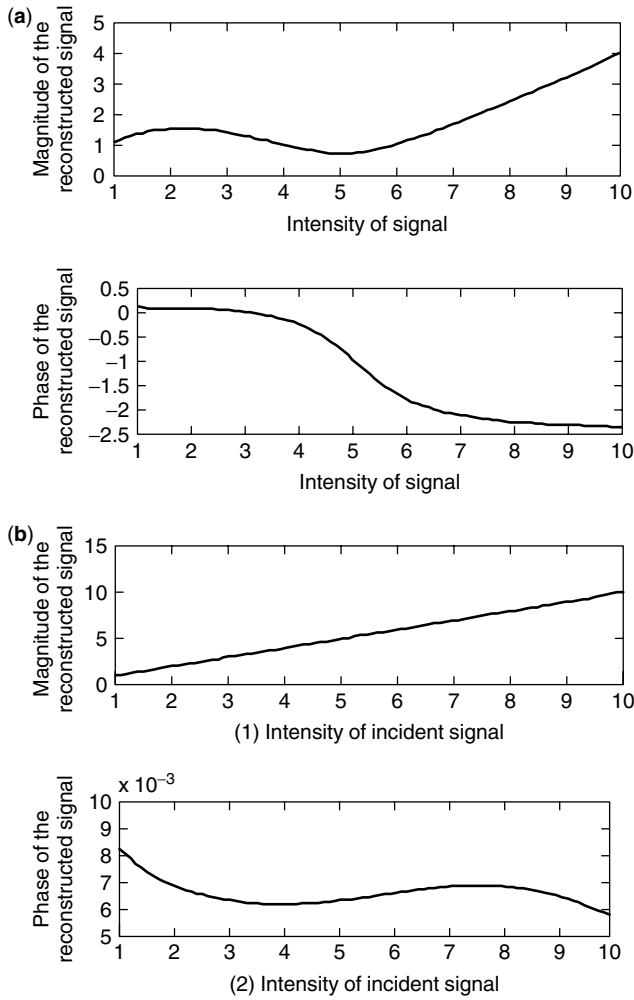 (a)
Magnitude of the
reconstructed signal
5
4
3
2
1
0
1 2 3 4 5 6 7 8 9 10
Intensity of signal
Phase of the
reconstructed signal
0.5
0
−0.5
−1
−1.5
−2
−2.5
1 2 3 4 5 6 7 8 9 10
Intensity of signal
(b)
Magnitude of the
reconstructed signal
15
10
5
0
1 2 3 4 5 6 7 8 9 10
(1) Intensity of incident signal
x 10−3
Phase of the
reconstructed signal
10
9
8
7
6
5
1 2 3 4 5 6 7 8 9 10
(2) Intensity of incident signal